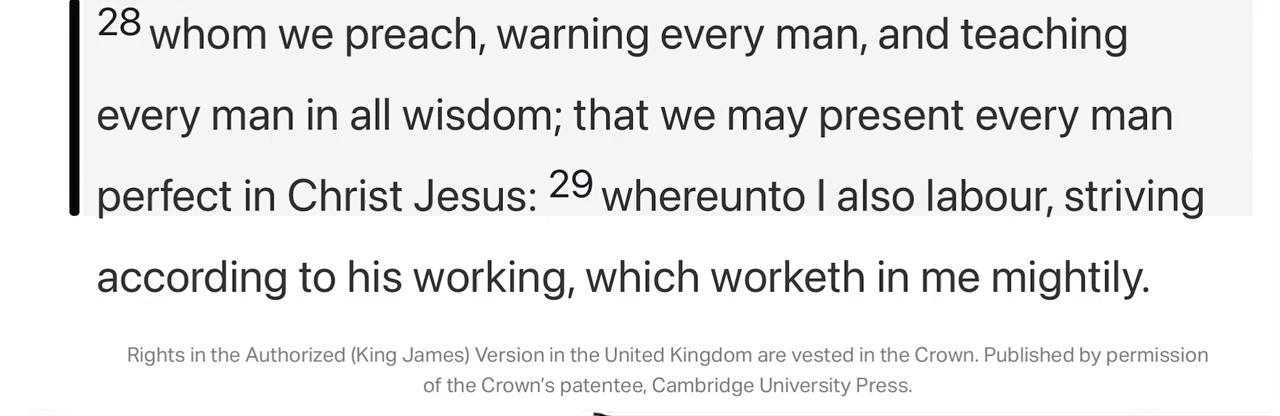 28 whom we preach, warning every man, and teaching
every man in all wisdom; that we may present every man
perfect in Christ Jesus: 29 whereunto I also labour, striving
according to his working, which worketh in me mightily.
Rights in the Authorized (King James) Version in the United Kingdom are vested in the Crown. Published by permission
of the Crown’s patentee, Cambridge University Press.